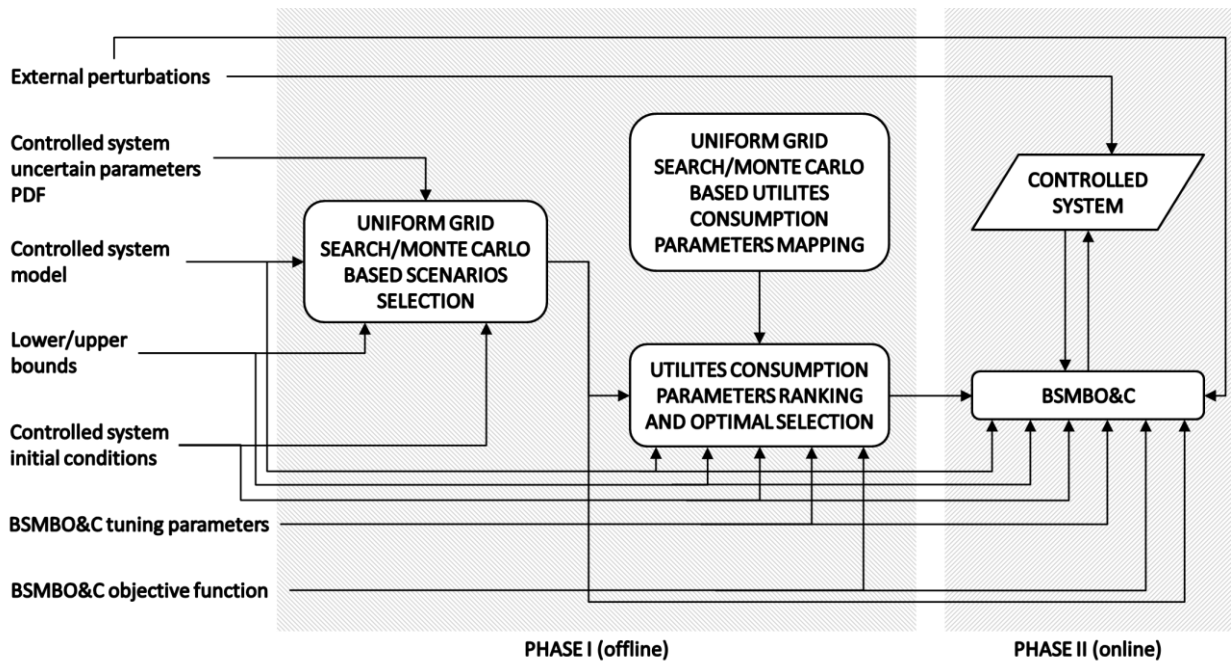 External perturbations
Controlled system
uncertain parameters
PDF
Controlled system
model
Lower/upper
bounds
Controlled system
initial conditions
BSMBO&C tuning parameters
BSMBO&C objective function
UNIFORM GRID
SEARCH/MONTE CARLO
BASED SCENARIOS
SELECTION
UNIFORM GRID
SEARCH/MONTE CARLO
BASED UTILITES
CONSUMPTION
PARAMETERS MAPPING
UTILITES CONSUMPTION
PARAMETERS RANKING
AND OPTIMAL SELECTION
CONTROLLED
SYSTEM
BSMBO&C
PHASE I (offline)
PHASE II (online)